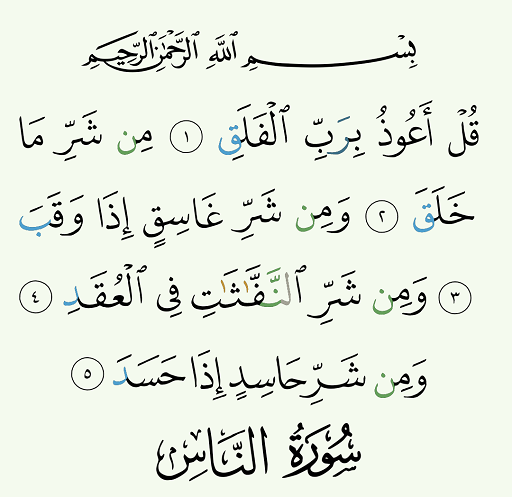 بِسْمِ ٱللَّهِ ٱلرَّحْمَٰنِ ٱلرَّحِيمِ
قُلْ أَعُوذُ بِرَبِّ ٱلْفَلَقِ ١ مِن شَرِّ مَا
خَلَقَ ٢ وَمِن شَرِّ غَاسِقٍ إِذَا وَقَبَ
٣ وَمِن شَرِّ ٱلنَّفَّٰثَٰتِ فِى ٱلْعُقَدِ ٤
وَمِن شَرِّ حَاسِدٍ إِذَا حَسَدَ ٥
سُورَةُ النَّاسِ